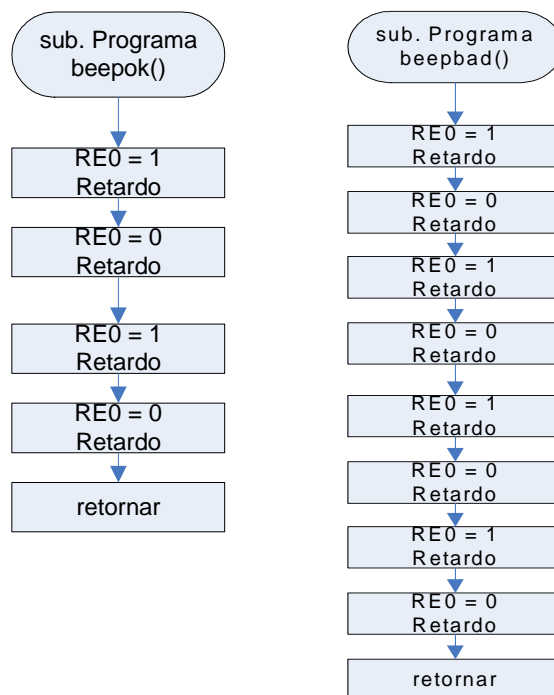 sub. Programa
beepok()
RE0 = 1
Retardo
RE0 = 0
Retardo
RE0 = 1
Retardo
RE0 = 0
Retardo
retornar
sub. Programa
beepbad()
RE0 = 1
Retardo
RE0 = 0
Retardo
RE0 = 1
Retardo
RE0 = 0
Retardo
RE0 = 1
Retardo
RE0 = 0
Retardo
RE0 = 1
Retardo
RE0 = 0
Retardo
retornar